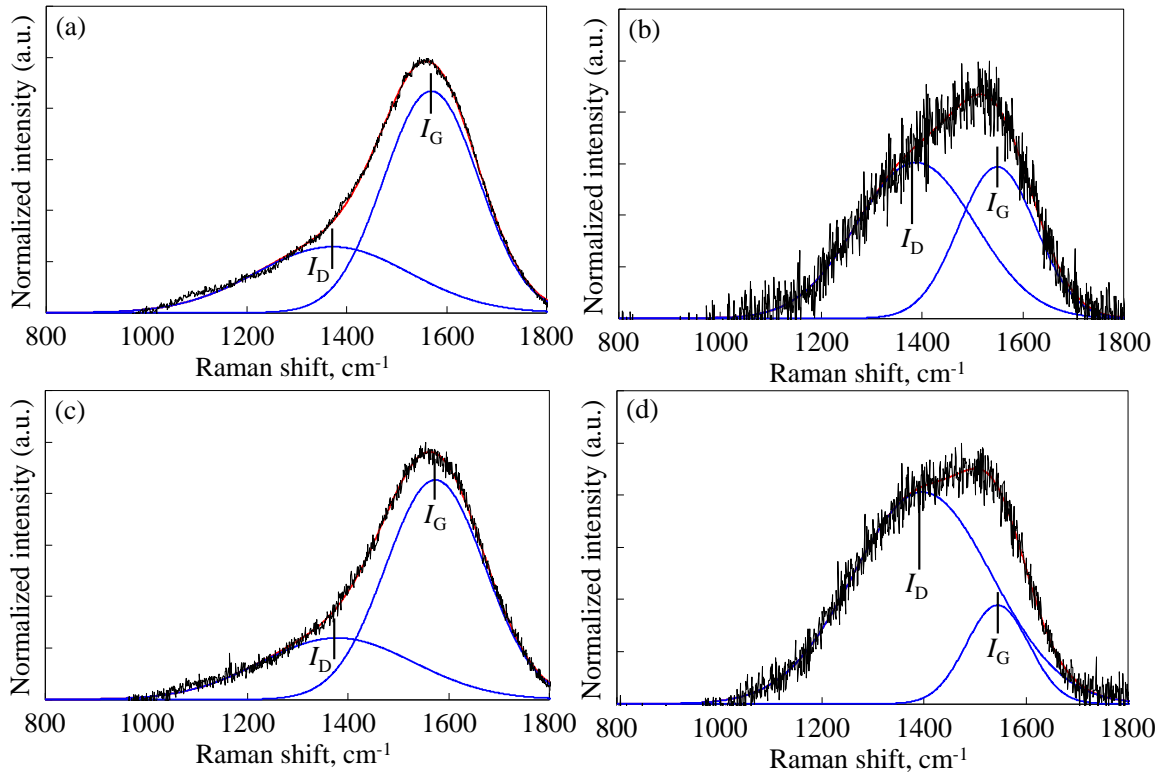 (a)
Normalized intensity (a.u.)
I_G
I_D
800 1000 1200 1400 1600 1800
Raman shift, cm⁻¹
(b)
Normalized intensity (a.u.)
I_G
I_D
800 1000 1200 1400 1600 1800
Raman shift, cm⁻¹
(c)
Normalized intensity (a.u.)
I_G
I_D
800 1000 1200 1400 1600 1800
Raman shift, cm⁻¹
(d)
Normalized intensity (a.u.)
I_D
I_G
800 1000 1200 1400 1600 1800
Raman shift, cm⁻¹